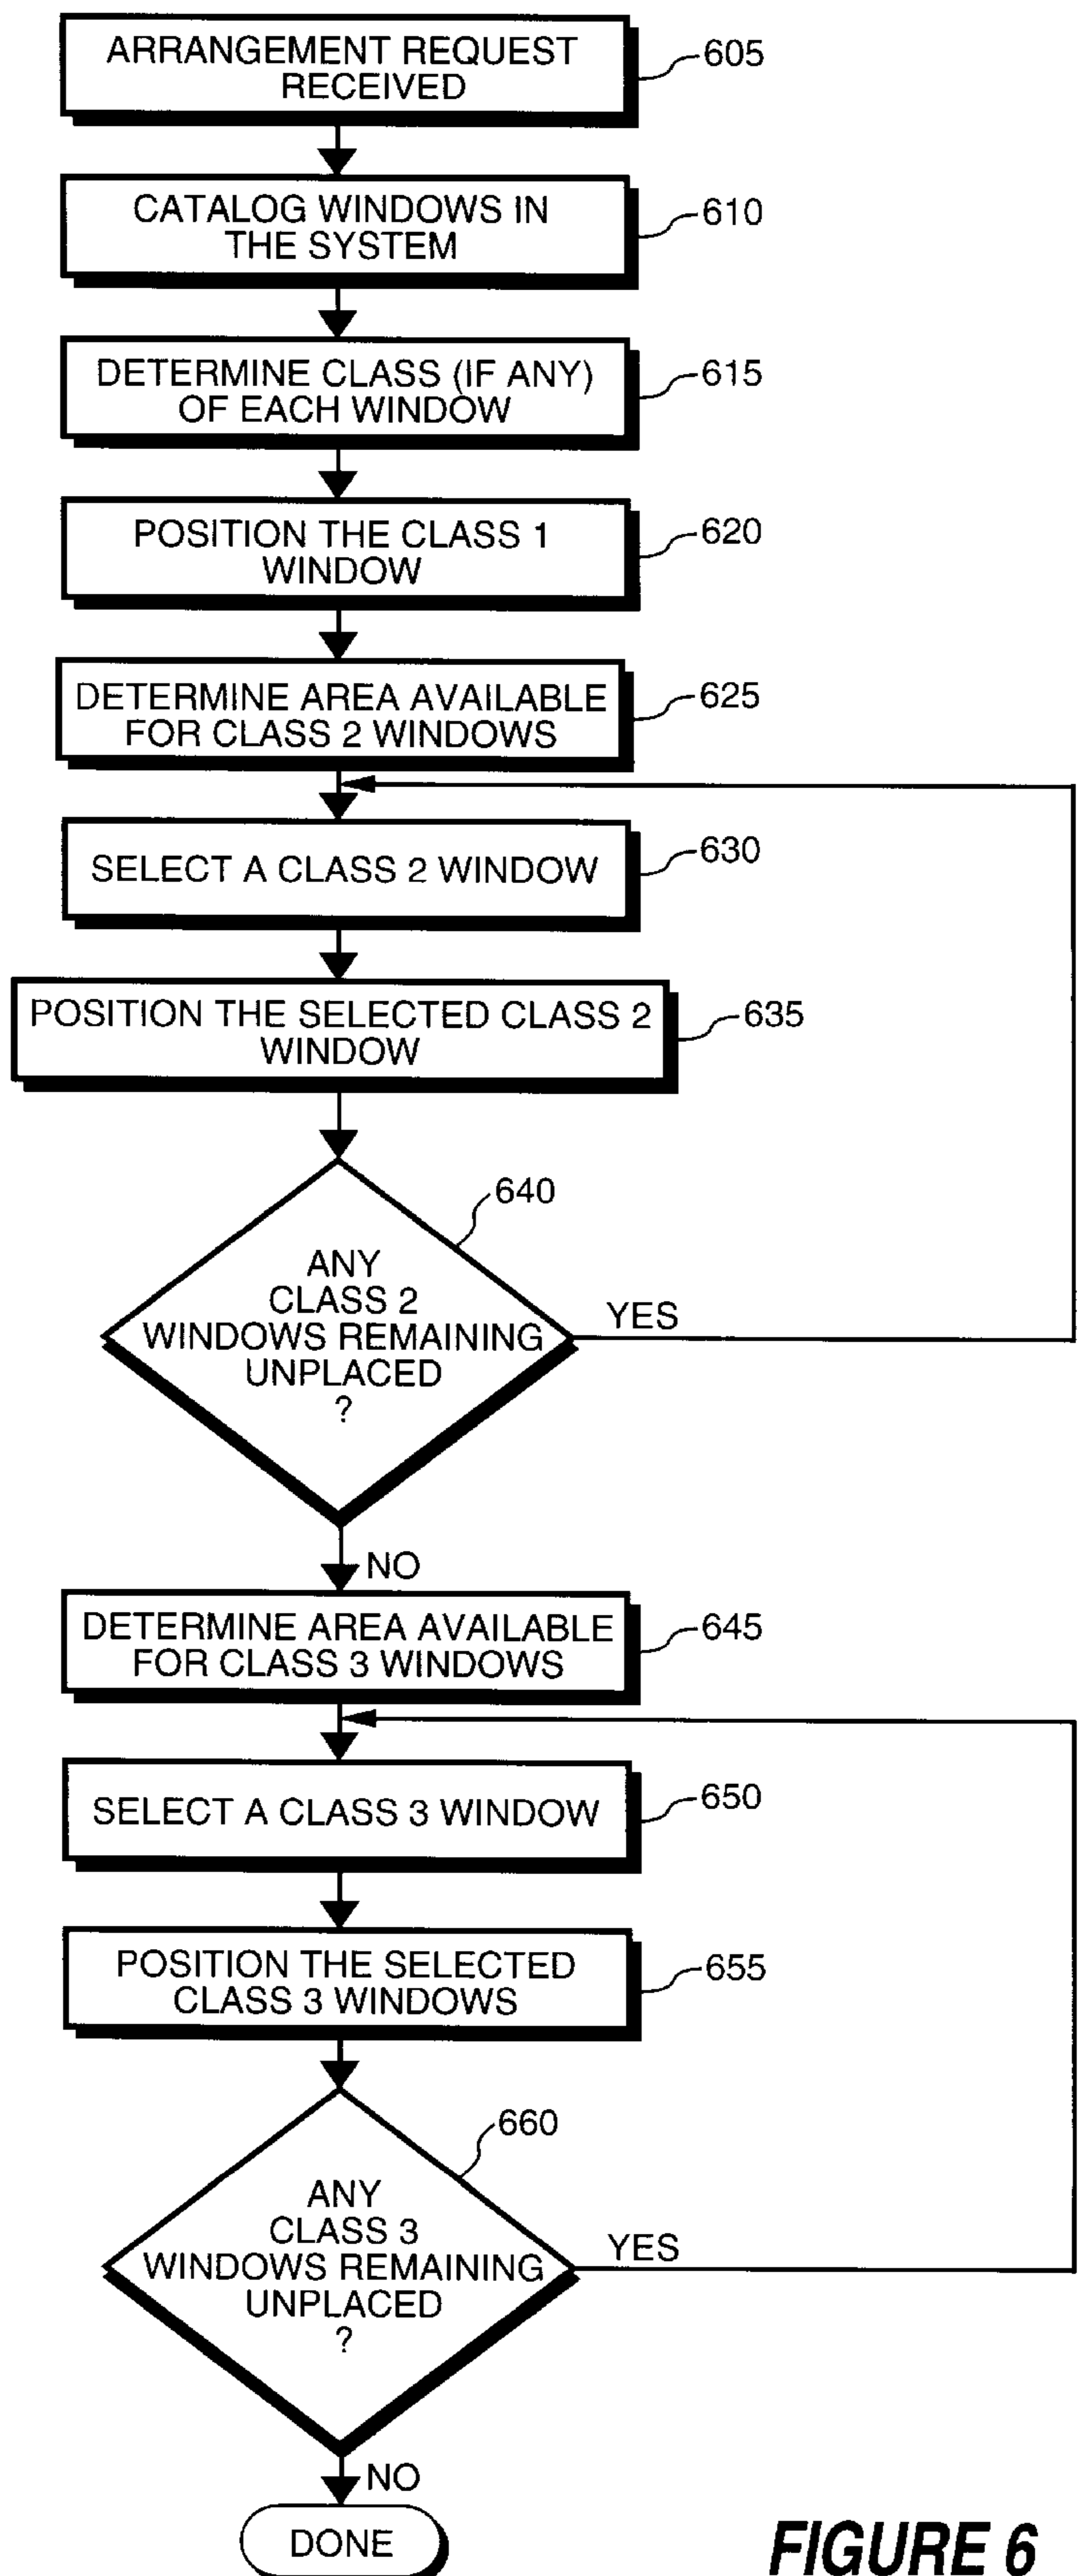 ARRANGEMENT REQUEST
RECEIVED
605
CATALOG WINDOWS IN
THE SYSTEM
610
DETERMINE CLASS (IF ANY)
OF EACH WINDOW
615
POSITION THE CLASS 1
WINDOW
620
DETERMINE AREA AVAILABLE
FOR CLASS 2 WINDOWS
625
SELECT A CLASS 2 WINDOW
630
POSITION THE SELECTED CLASS 2
WINDOW
635
640
ANY
CLASS 2
WINDOWS REMAINING
UNPLACED
?
YES
NO
DETERMINE AREA AVAILABLE
FOR CLASS 3 WINDOWS
645
SELECT A CLASS 3 WINDOW
650
POSITION THE SELECTED
CLASS 3 WINDOWS
655
660
ANY
CLASS 3
WINDOWS REMAINING
UNPLACED
?
YES
NO
DONE
FIGURE 6